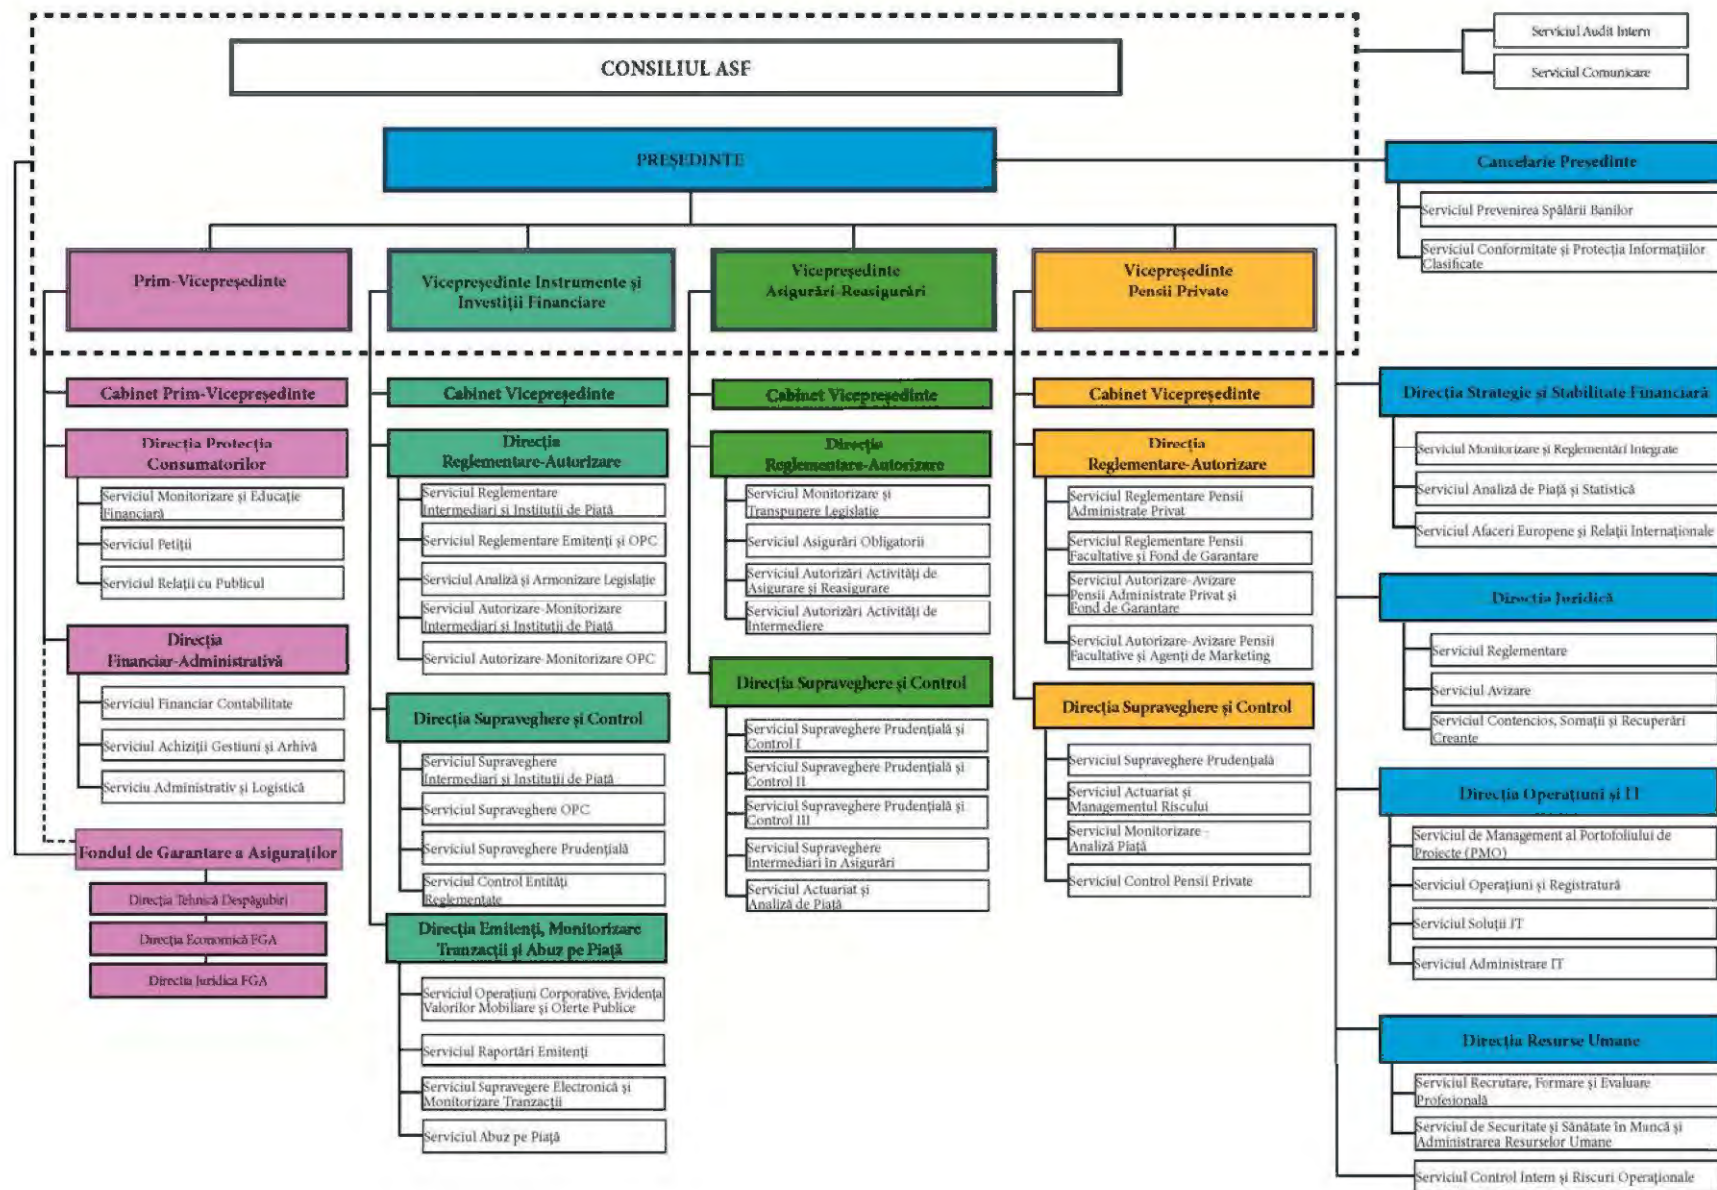 CONSILIUL ASF
Serviciul Audit Intern
Serviciul Comunicare
PREȘEDINTE
Cancelarie Președinte
Serviciul Prevenirea Spălării Banilor
Serviciul Conformitate și Protecția Informațiilor
Clasificate
Prim-Vicepreședinte
Cabinet Prim-Vicepreședinte
Direcția Protecția
Consumatorilor
Serviciul Monitorizare și Educație
Financiară
Serviciul Petiții
Serviciul Relații cu Publicul
Direcția
Financiar-Administrativă
Serviciul Financiar Contabilitate
Serviciul Achiziții Gestiuni și Arhivă
Serviciu Administrativ și Logistică
Fondul de Garantare a Asiguraților
Direcția Tehnică Despăgubiri
Direcția Economică FGA
Directia Juridica FGA
Vicepreședinte Instrumente și
Investiții Financiare
Cabinet Vicepreședinte
Direcția
Reglementare-Autorizare
Serviciul Reglementare
Intermediari si Institutii de Piață
Serviciul Reglementare Emitenți și OPC
Serviciul Analiză și Armonizare Legislație
Serviciul Autorizare-Monitorizare
Intermediari si Institutii de Piață
Serviciul Autorizare-Monitorizare OPC
Direcția Supraveghere și Control
Serviciul Supraveghere
Intermediari si Institutii de Piață
Serviciul Supraveghere OPC
Serviciul Supraveghere Prudențială
Serviciul Control Entități
Reglementate
Direcția Emitenți, Monitorizare
Tranzacții și Abuz pe Piață
Serviciul Operațiuni Corporative, Evidența
Valorilor Mobiliare și Oferte Publice
Serviciul Raportări Emitenți
Serviciul Supravegere Electronică și
Monitorizare Tranzacții
Serviciul Abuz pe Piață
Vicepreședinte
Asigurări-Reasigurări
Cabinet Vicepreședinte
Direcția
Reglementare-Autorizare
Serviciul Monitorizare și
Transpunere Legislatie
Serviciul Asigurări Obligatorii
Serviciul Autorizări Activități de
Asigurare și Reasigurare
Serviciul Autorizări Activități de
Intermediere
Direcția Supraveghere și Control
Serviciul Supraveghere Prudențială și
Control I
Serviciul Supraveghere Prudențială și
Control II
Serviciul Supraveghere Prudențială și
Control III
Serviciul Supraveghere
Intermediari în Asigurări
Serviciul Actuariat și
Analiză de Piață
Vicepreședinte
Pensii Private
Cabinet Vicepreședinte
Direcția
Reglementare-Autorizare
Serviciul Reglementare Pensii
Administrate Privat
Serviciul Reglementare Pensii
Facultative și Fond de Garantare
Serviciul Autorizare-Avizare
Pensii Administrate Privat și
Fond de Garantare
Serviciul Autorizare-Avizare Pensii
Facultative și Agenți de Marketing
Direcția Supraveghere și Control
Serviciul Supraveghere Prudențială
Serviciul Actuariat și
Managementul Riscului
Serviciul Monitorizare -
Analiză Piață
Serviciul Control Pensii Private
Direcția Strategie si Stabilitate Financiară
Serviciul Monitorizare și Reglementări Integrate
Serviciul Analiză de Piață și Statistică
Serviciul Afaceri Europene și Relații Internaționale
Direcția Juridică
Serviciul Reglementare
Serviciul Avizare
Serviciul Contencios, Somații și Recuperări
Creanțe
Direcția Operațiuni și IT
Serviciul de Management al Portofoliului de
Proiecte (PMO)
Serviciul Operațiuni și Registratură
Serviciul Soluții IT
Serviciul Administrare IT
Direcția Resurse Umane
Serviciul Recrutare, Formare și Evaluare
Profesională
Serviciul de Securitate și Sănătate în Muncă și
Administrarea Resurselor Umane
Serviciul Control Intern și Riscuri Operaționale